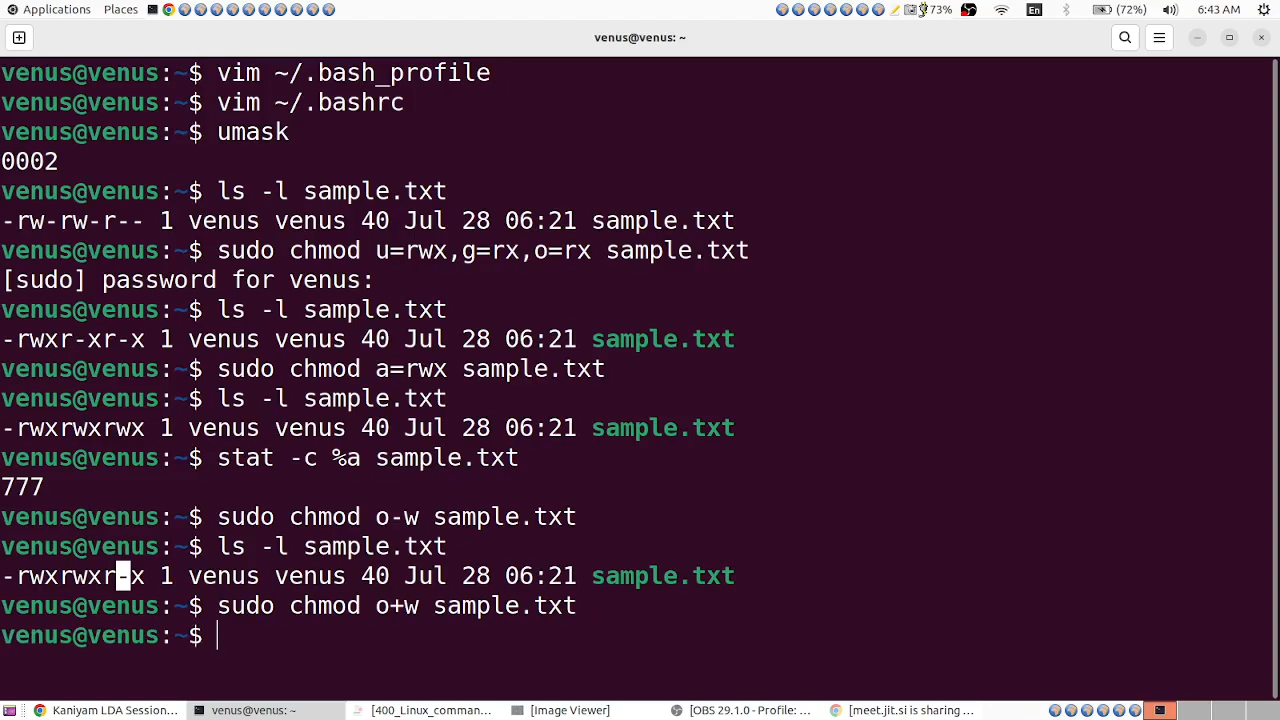 Applications Places 73% En (72%) 6:43 AM
venus@venus: ~
venus@venus:~$ vim ~/.bash_profile
venus@venus:~$ vim ~/.bashrc
venus@venus:~$ umask
0002
venus@venus:~$ ls -l sample.txt
-rw-rw-r-- 1 venus venus 40 Jul 28 06:21 sample.txt
venus@venus:~$ sudo chmod u=rwx,g=rx,o=rx sample.txt
[sudo] password for venus:
venus@venus:~$ ls -l sample.txt
-rwxr-xr-x 1 venus venus 40 Jul 28 06:21 sample.txt
venus@venus:~$ sudo chmod a=rwx sample.txt
venus@venus:~$ ls -l sample.txt
-rwxrwxrwx 1 venus venus 40 Jul 28 06:21 sample.txt
venus@venus:~$ stat -c %a sample.txt
777
venus@venus:~$ sudo chmod o-w sample.txt
venus@venus:~$ ls -l sample.txt
-rwxrwxr-x 1 venus venus 40 Jul 28 06:21 sample.txt
venus@venus:~$ sudo chmod o+w sample.txt
venus@venus:~$
Kaniyam LDA Session... venus@venus: ~ [400_Linux_comman... [Image Viewer] [OBS 29.1.0 - Profile: ... [meet.jit.si is sharing ...